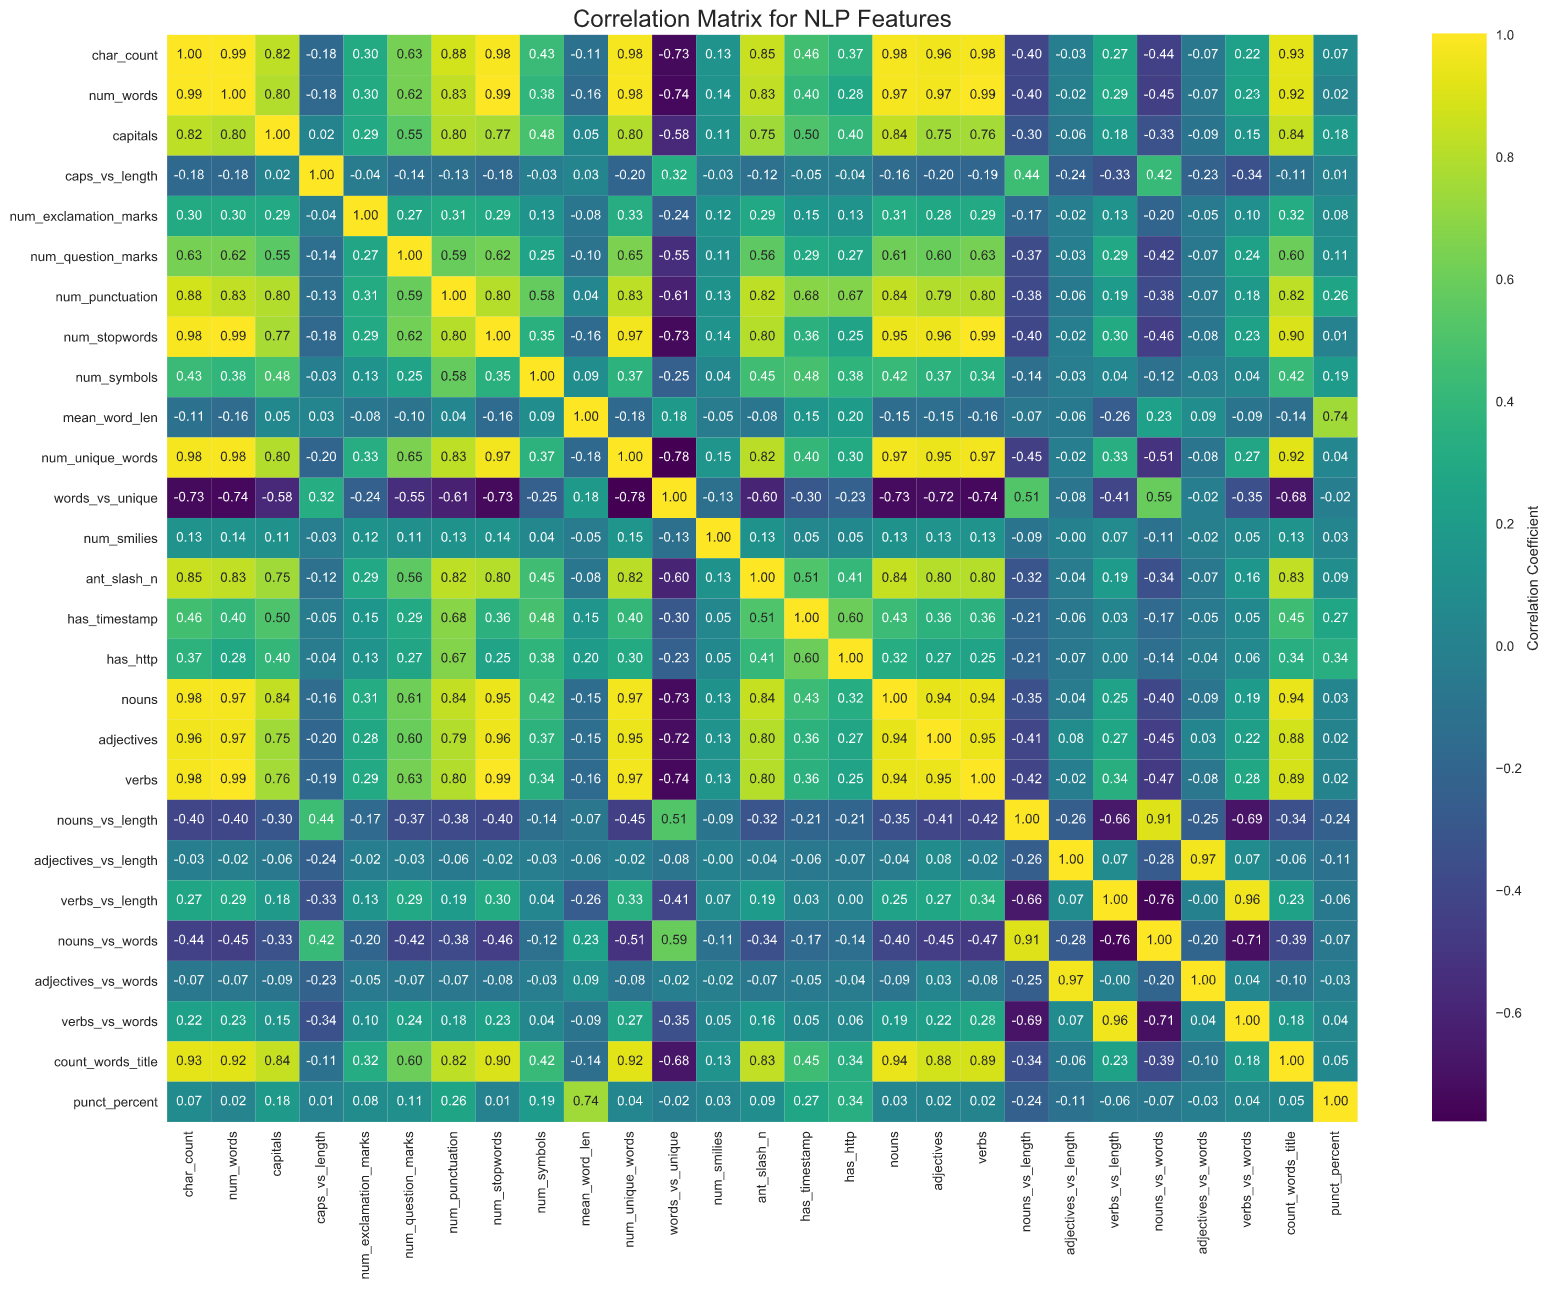 Correlation Matrix for NLP Features
char_count 1.00 0.99 0.82 -0.18 0.30 0.63 0.88 0.98 0.43 -0.11 0.98 -0.73 0.13 0.85 0.46 0.37 0.98 0.96 0.98 -0.40 -0.03 0.27 -0.44 -0.07 0.22 0.93 0.07
num_words 0.99 1.00 0.80 -0.18 0.30 0.62 0.83 0.99 0.38 -0.16 0.98 -0.74 0.14 0.83 0.40 0.28 0.97 0.97 0.99 -0.40 -0.02 0.29 -0.45 -0.07 0.23 0.92 0.02
capitals 0.82 0.80 1.00 0.02 0.29 0.55 0.80 0.77 0.48 0.05 0.80 -0.58 0.11 0.75 0.50 0.40 0.84 0.75 0.76 -0.30 -0.06 0.18 -0.33 -0.09 0.15 0.84 0.18
caps_vs_length -0.18 -0.18 0.02 1.00 -0.04 -0.14 -0.13 -0.18 -0.03 0.03 -0.20 0.32 -0.03 -0.12 -0.05 -0.04 -0.16 -0.20 -0.19 0.44 -0.24 -0.33 0.42 -0.23 -0.34 -0.11 0.01
num_exclamation_marks 0.30 0.30 0.29 -0.04 1.00 0.27 0.31 0.29 0.13 -0.08 0.33 -0.24 0.12 0.29 0.15 0.13 0.31 0.28 0.29 -0.17 -0.02 0.13 -0.20 -0.05 0.10 0.32 0.08
num_question_marks 0.63 0.62 0.55 -0.14 0.27 1.00 0.59 0.62 0.25 -0.10 0.65 -0.55 0.11 0.56 0.29 0.27 0.61 0.60 0.63 -0.37 -0.03 0.29 -0.42 -0.07 0.24 0.60 0.11
num_punctuation 0.88 0.83 0.80 -0.13 0.31 0.59 1.00 0.80 0.58 0.04 0.83 -0.61 0.13 0.82 0.68 0.67 0.84 0.79 0.80 -0.38 -0.06 0.19 -0.38 -0.07 0.18 0.82 0.26
num_stopwords 0.98 0.99 0.77 -0.18 0.29 0.62 0.80 1.00 0.35 -0.16 0.97 -0.73 0.14 0.80 0.36 0.25 0.95 0.96 0.99 -0.40 -0.02 0.30 -0.46 -0.08 0.23 0.90 0.01
num_symbols 0.43 0.38 0.48 -0.03 0.13 0.25 0.58 0.35 1.00 0.09 0.37 -0.25 0.04 0.45 0.48 0.38 0.42 0.37 0.34 -0.14 -0.03 0.04 -0.12 -0.03 0.04 0.42 0.19
mean_word_len -0.11 -0.16 0.05 0.03 -0.08 -0.10 0.04 -0.16 0.09 1.00 -0.18 0.18 -0.05 -0.08 0.15 0.20 -0.15 -0.15 -0.16 -0.07 -0.06 -0.26 0.23 0.09 -0.09 -0.14 0.74
num_unique_words 0.98 0.98 0.80 -0.20 0.33 0.65 0.83 0.97 0.37 -0.18 1.00 -0.78 0.15 0.82 0.40 0.30 0.97 0.95 0.97 -0.45 -0.02 0.33 -0.51 -0.08 0.27 0.92 0.04
words_vs_unique -0.73 -0.74 -0.58 0.32 -0.24 -0.55 -0.61 -0.73 -0.25 0.18 -0.78 1.00 -0.13 -0.60 -0.30 -0.23 -0.73 -0.72 -0.74 0.51 -0.08 -0.41 0.59 -0.02 -0.35 -0.68 -0.02
num_smilies 0.13 0.14 0.11 -0.03 0.12 0.11 0.13 0.14 0.04 -0.05 0.15 -0.13 1.00 0.13 0.05 0.05 0.13 0.13 0.13 -0.09 -0.00 0.07 -0.11 -0.02 0.05 0.13 0.03
ant_slash_n 0.85 0.83 0.75 -0.12 0.29 0.56 0.82 0.80 0.45 -0.08 0.82 -0.60 0.13 1.00 0.51 0.41 0.84 0.80 0.80 -0.32 -0.04 0.19 -0.34 -0.07 0.16 0.83 0.09
has_timestamp 0.46 0.40 0.50 -0.05 0.15 0.29 0.68 0.36 0.48 0.15 0.40 -0.30 0.05 0.51 1.00 0.60 0.43 0.36 0.36 -0.21 -0.06 0.03 -0.17 -0.05 0.05 0.45 0.27
has_http 0.37 0.28 0.40 -0.04 0.13 0.27 0.67 0.25 0.38 0.20 0.30 -0.23 0.05 0.41 0.60 1.00 0.32 0.27 0.25 -0.21 -0.07 0.00 -0.14 -0.04 0.06 0.34 0.34
nouns 0.98 0.97 0.84 -0.16 0.31 0.61 0.84 0.95 0.42 -0.15 0.97 -0.73 0.13 0.84 0.43 0.32 1.00 0.94 0.94 -0.35 -0.04 0.25 -0.40 -0.09 0.19 0.94 0.03
adjectives 0.96 0.97 0.75 -0.20 0.28 0.60 0.79 0.96 0.37 -0.15 0.95 -0.72 0.13 0.80 0.36 0.27 0.94 1.00 0.95 -0.41 0.08 0.27 -0.45 0.03 0.22 0.88 0.02
verbs 0.98 0.99 0.76 -0.19 0.29 0.63 0.80 0.99 0.34 -0.16 0.97 -0.74 0.13 0.80 0.36 0.25 0.94 0.95 1.00 -0.42 -0.02 0.34 -0.47 -0.08 0.28 0.89 0.02
nouns_vs_length -0.40 -0.40 -0.30 0.44 -0.17 -0.37 -0.38 -0.40 -0.14 -0.07 -0.45 0.51 -0.09 -0.32 -0.21 -0.21 -0.35 -0.41 -0.42 1.00 -0.26 -0.66 0.91 -0.25 -0.69 -0.34 -0.24
adjectives_vs_length -0.03 -0.02 -0.06 -0.24 -0.02 -0.03 -0.06 -0.02 -0.03 -0.06 -0.02 -0.08 -0.00 -0.04 -0.06 -0.07 -0.04 0.08 -0.02 -0.26 1.00 0.07 -0.28 0.97 0.07 -0.06 -0.11
verbs_vs_length 0.27 0.29 0.18 -0.33 0.13 0.29 0.19 0.30 0.04 -0.26 0.33 -0.41 0.07 0.19 0.03 0.00 0.25 0.27 0.34 -0.66 0.07 1.00 -0.76 -0.00 0.96 0.23 -0.06
nouns_vs_words -0.44 -0.45 -0.33 0.42 -0.20 -0.42 -0.38 -0.46 -0.12 0.23 -0.51 0.59 -0.11 -0.34 -0.17 -0.14 -0.40 -0.45 -0.47 0.91 -0.28 -0.76 1.00 -0.20 -0.71 -0.39 -0.07
adjectives_vs_words -0.07 -0.07 -0.09 -0.23 -0.05 -0.07 -0.07 -0.08 -0.03 0.09 -0.08 -0.02 -0.02 -0.07 -0.05 -0.04 -0.09 0.03 -0.08 -0.25 0.97 -0.00 -0.20 1.00 0.04 -0.10 -0.03
verbs_vs_words 0.22 0.23 0.15 -0.34 0.10 0.24 0.18 0.23 0.04 -0.09 0.27 -0.35 0.05 0.16 0.05 0.06 0.19 0.22 0.28 -0.69 0.07 0.96 -0.71 0.04 1.00 0.18 0.04
count_words_title 0.93 0.92 0.84 -0.11 0.32 0.60 0.82 0.90 0.42 -0.14 0.92 -0.68 0.13 0.83 0.45 0.34 0.94 0.88 0.89 -0.34 -0.06 0.23 -0.39 -0.10 0.18 1.00 0.05
punct_percent 0.07 0.02 0.18 0.01 0.08 0.11 0.26 0.01 0.19 0.74 0.04 -0.02 0.03 0.09 0.27 0.34 0.03 0.02 0.02 -0.24 -0.11 -0.06 -0.07 -0.03 0.04 0.05 1.00
char_count
num_words
capitals
caps_vs_length
num_exclamation_marks
num_question_marks
num_punctuation
num_stopwords
num_symbols
mean_word_len
num_unique_words
words_vs_unique
num_smilies
ant_slash_n
has_timestamp
has_http
nouns
adjectives
verbs
nouns_vs_length
adjectives_vs_length
verbs_vs_length
nouns_vs_words
adjectives_vs_words
verbs_vs_words
count_words_title
punct_percent
1.0
0.8
0.6
0.4
0.2
0.0
−0.2
−0.4
−0.6
Correlation Coefficient